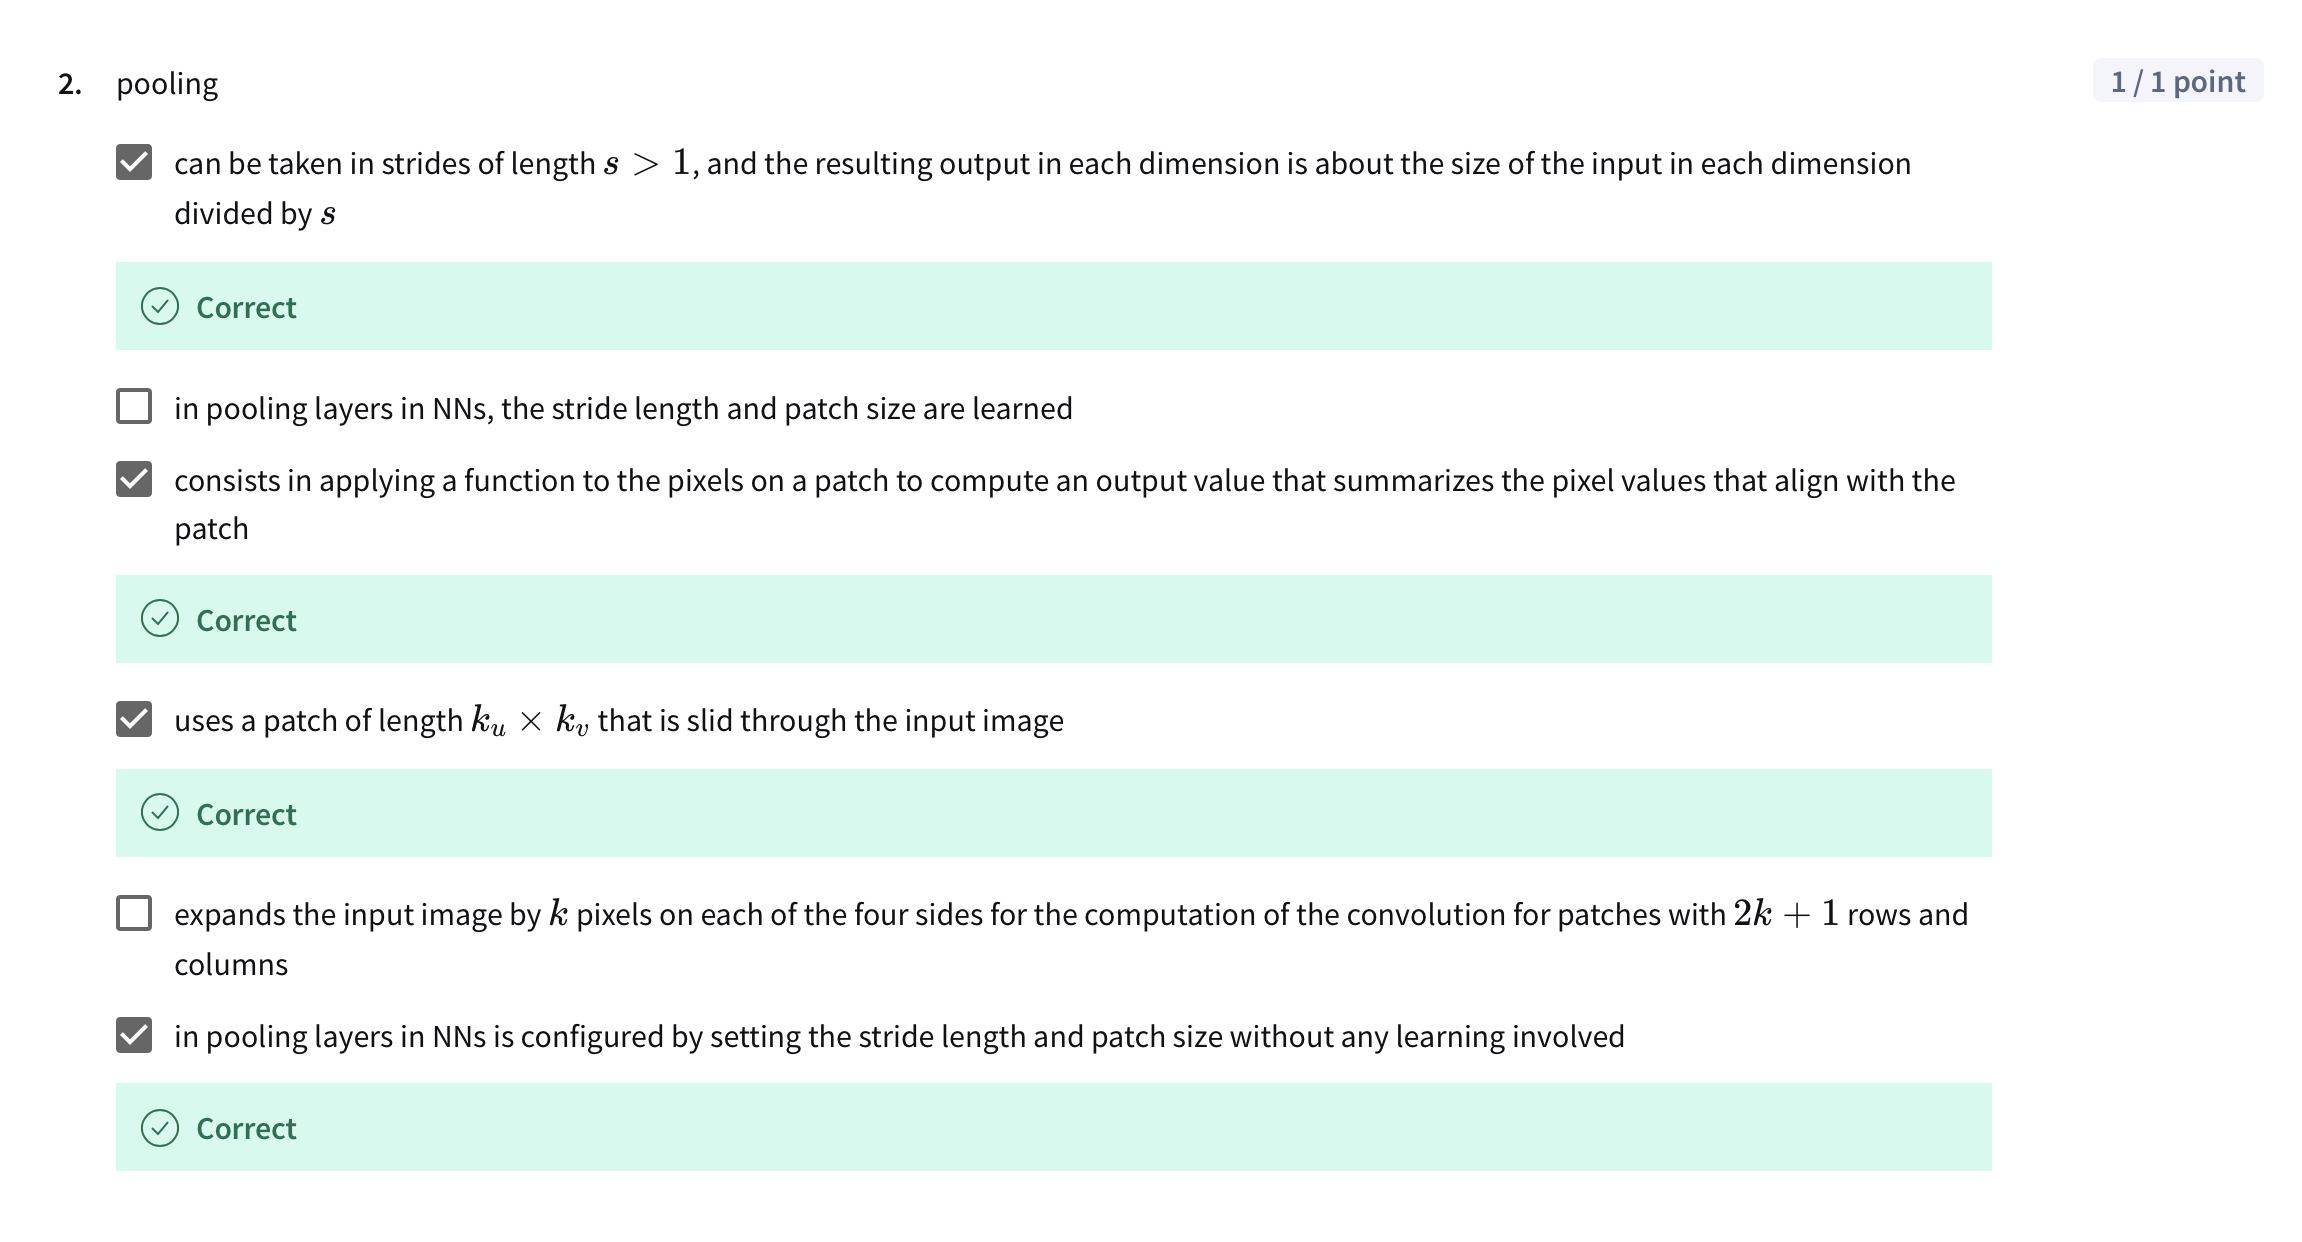 2. pooling
1 / 1 point
can be taken in strides of length s > 1, and the resulting output in each dimension is about the size of the input in each dimension
divided by s
Correct
in pooling layers in NNs, the stride length and patch size are learned
consists in applying a function to the pixels on a patch to compute an output value that summarizes the pixel values that align with the
patch
Correct
uses a patch of length k_u × k_v that is slid through the input image
Correct
expands the input image by k pixels on each of the four sides for the computation of the convolution for patches with 2k + 1 rows and
columns
in pooling layers in NNs is configured by setting the stride length and patch size without any learning involved
Correct